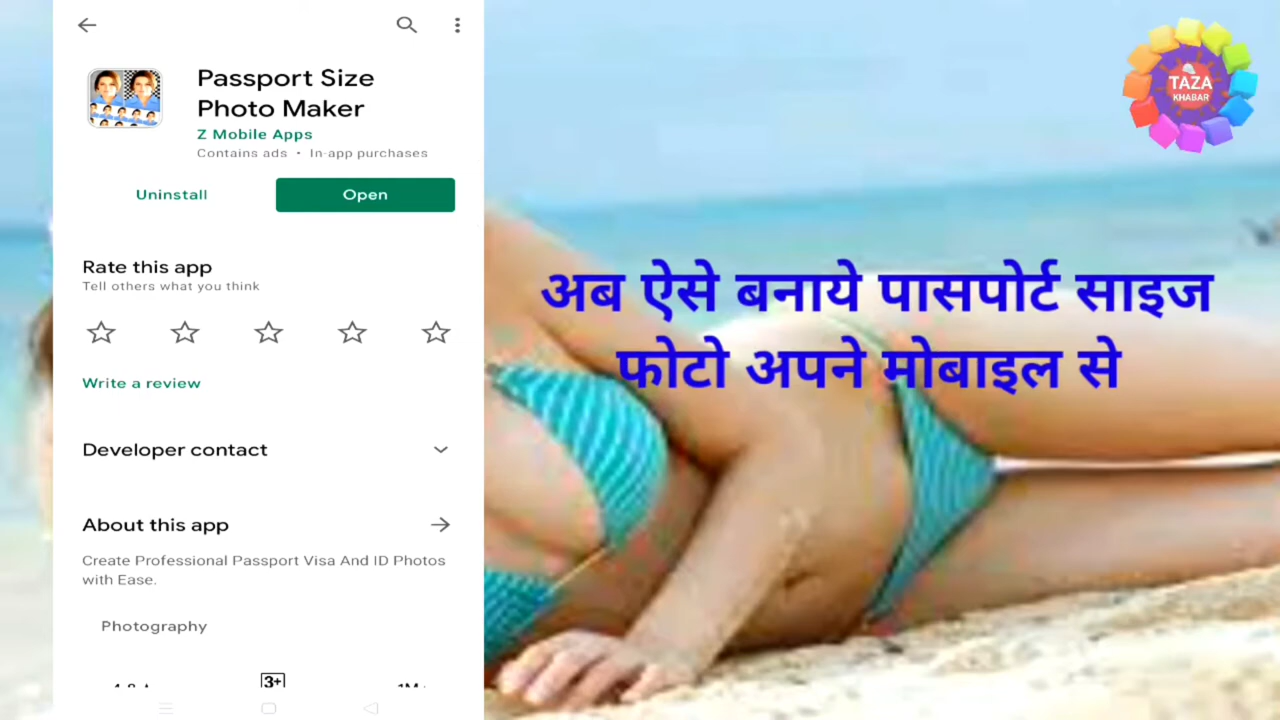 Passport Size
Photo Maker
Z Mobile Apps
Contains ads • In-app purchases
Uninstall
Open
Rate this app
Tell others what you think
Write a review
Developer contact
About this app
Create Professional Passport Visa And ID Photos
with Ease.
Photography
3+
TAZA
KHABAR
अब ऐसे बनाये पासपोर्ट साइज
फोटो अपने मोबाइल से